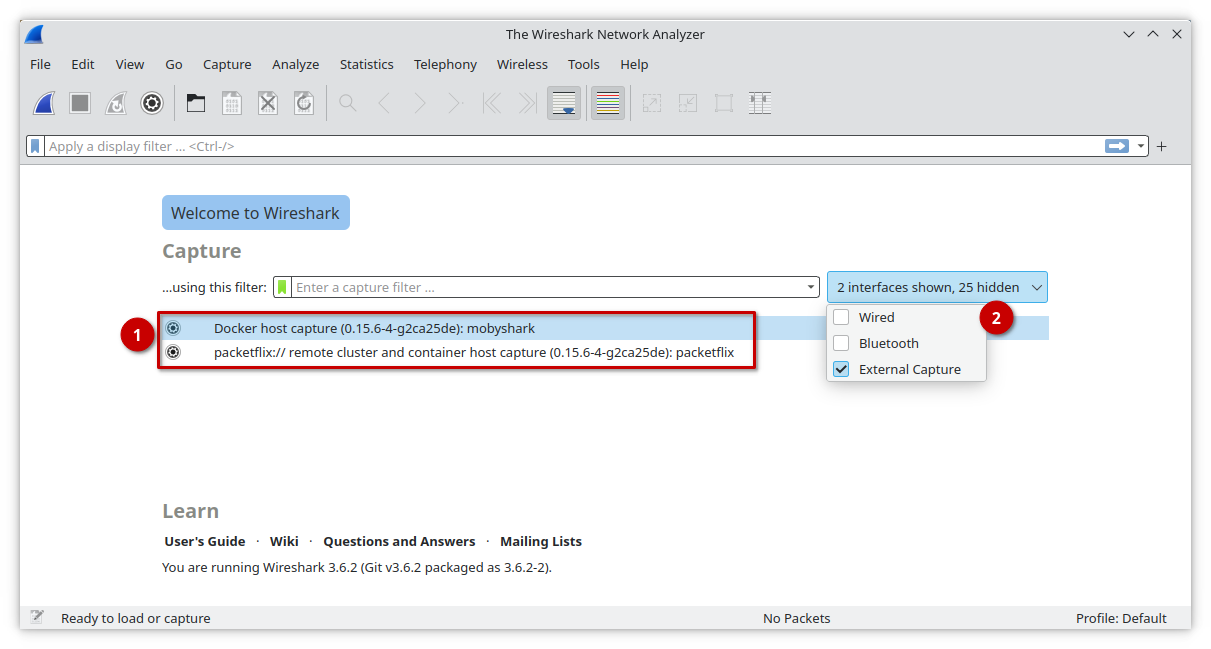 The Wireshark Network Analyzer
File Edit View Go Capture Analyze Statistics Telephony Wireless Tools Help
Apply a display filter ... <Ctrl-/>
Welcome to Wireshark
Capture
...using this filter: Enter a capture filter ... 2 interfaces shown, 25 hidden
1
Docker host capture (0.15.6-4-g2ca25de): mobyshark
packetflix:// remote cluster and container host capture (0.15.6-4-g2ca25de): packetflix
Wired
2
Bluetooth
External Capture
Learn
User's Guide · Wiki · Questions and Answers · Mailing Lists
You are running Wireshark 3.6.2 (Git v3.6.2 packaged as 3.6.2-2).
Ready to load or capture No Packets Profile: Default